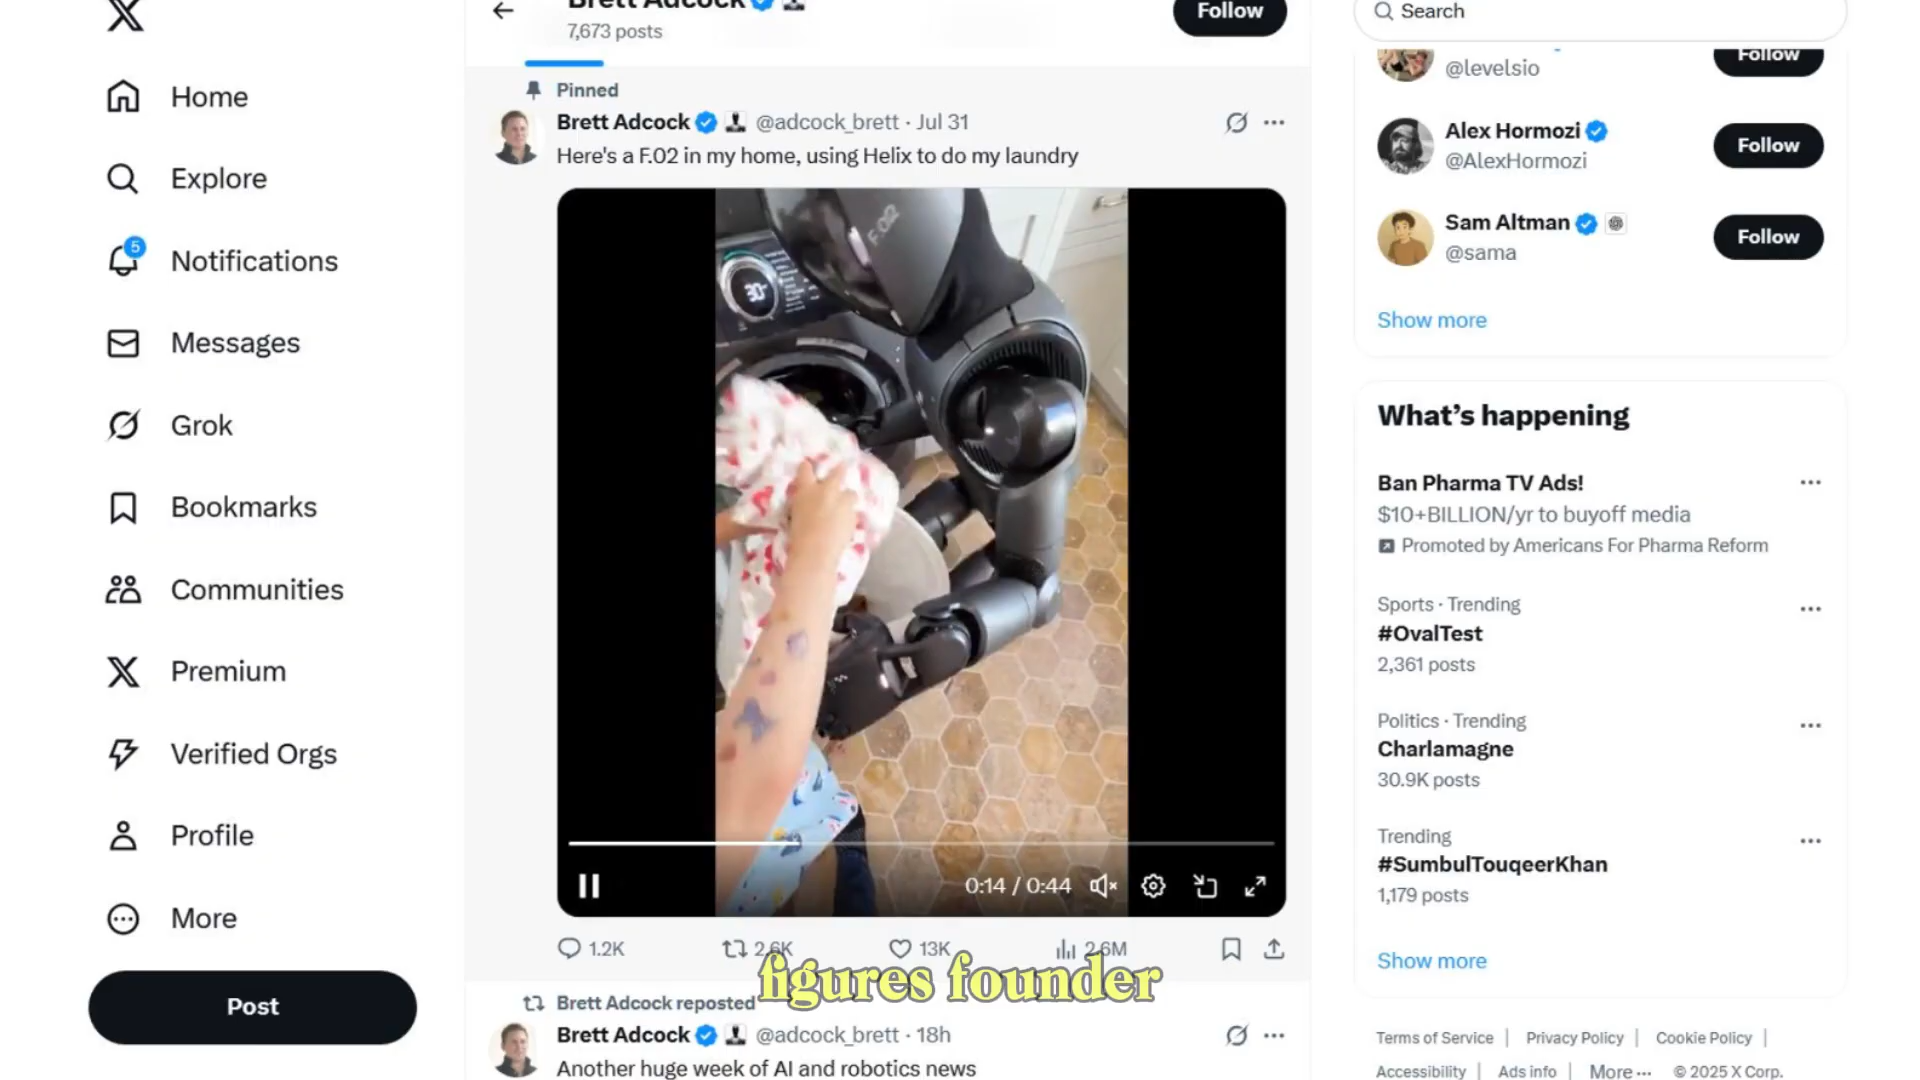 Home
Explore
5
Notifications
Messages
Grok
Bookmarks
Communities
Premium
Verified Orgs
Profile
More
Post
Brett Adcock
7,673 posts
Follow
Pinned
Brett Adcock @adcock_brett · Jul 31
Here's a F.02 in my home, using Helix to do my laundry
F.02
30
0:14 / 0:44
1.2K 2.6K 13K 2.6M
figures founder
Brett Adcock reposted
Brett Adcock @adcock_brett · 18h
Another huge week of AI and robotics news
Search
@levelsio
Follow
Alex Hormozi
@AlexHormozi
Follow
Sam Altman
@sama
Follow
Show more
What's happening
Ban Pharma TV Ads!
$10+BILLION/yr to buyoff media
Promoted by Americans For Pharma Reform
Sports · Trending
#OvalTest
2,361 posts
Politics · Trending
Charlamagne
30.9K posts
Trending
#SumbulTouqeerKhan
1,179 posts
Show more
Terms of Service | Privacy Policy | Cookie Policy |
Accessibility | Ads info | More ··· © 2025 X Corp.